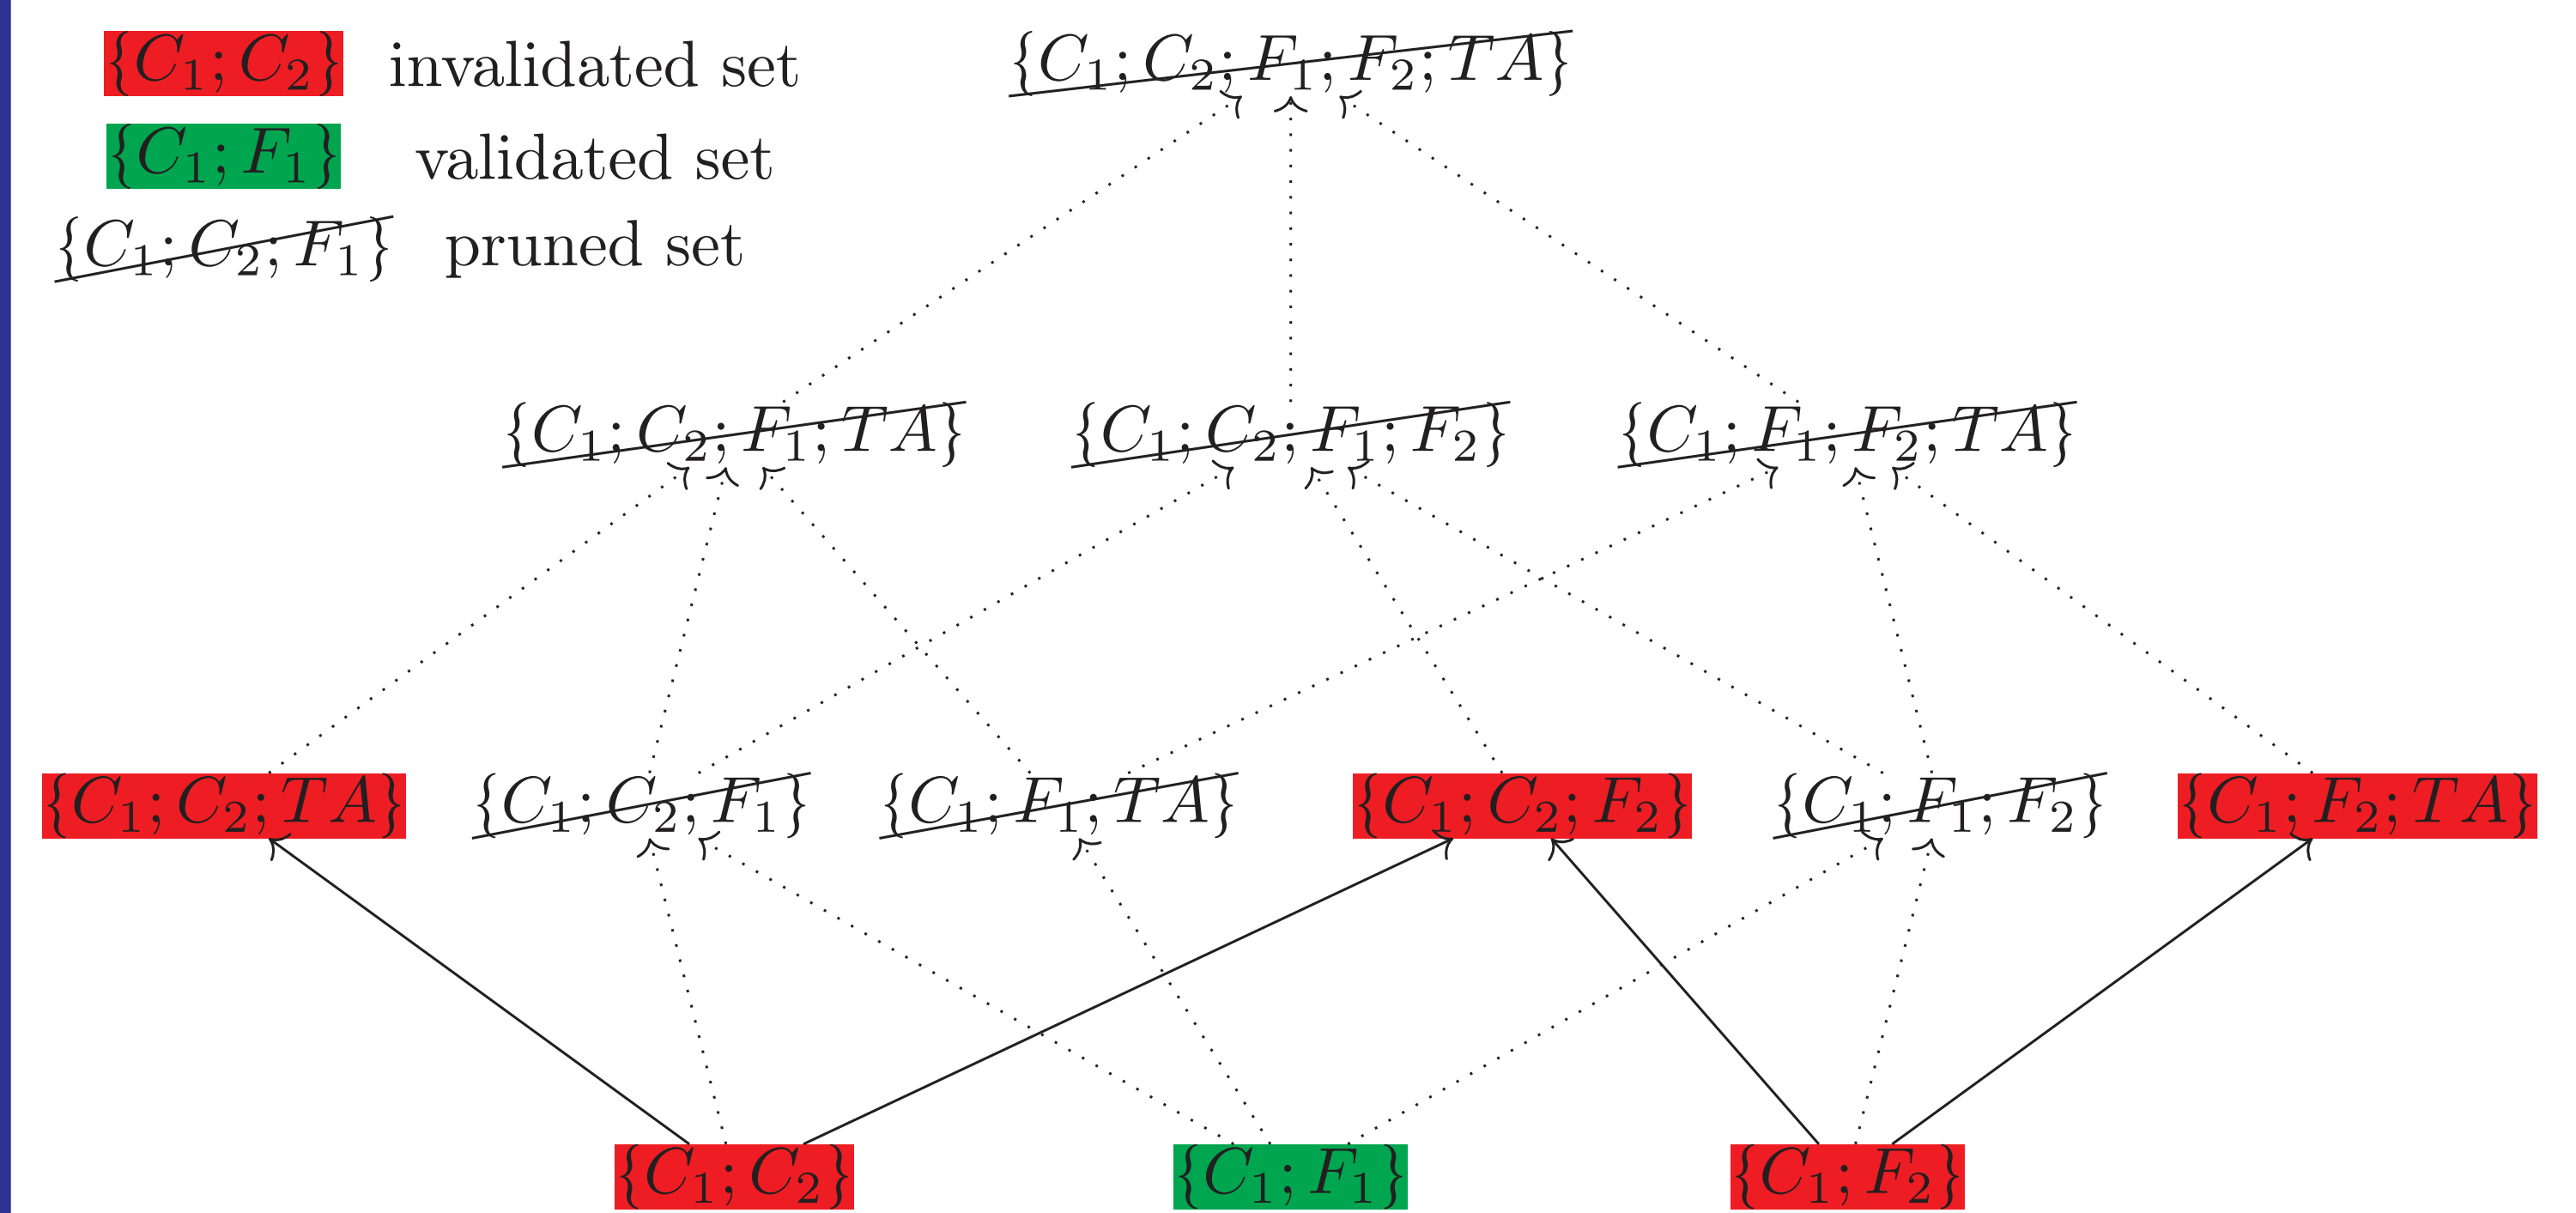 {C₁; C₂} invalidated set
{C₁; F₁} validated set
{C₁; C₂; F₁} pruned set
{C₁; C₂; F₁; F₂; TA}
{C₁; C₂; F₁; TA} {C₁; C₂; F₁; F₂} {C₁; F₁; F₂; TA}
{C₁; C₂; TA} {C₁; C₂; F₁} {C₁; F₁; TA} {C₁; C₂; F₂} {C₁; F₁; F₂} {C₁; F₂; TA}
{C₁; C₂} {C₁; F₁} {C₁; F₂}